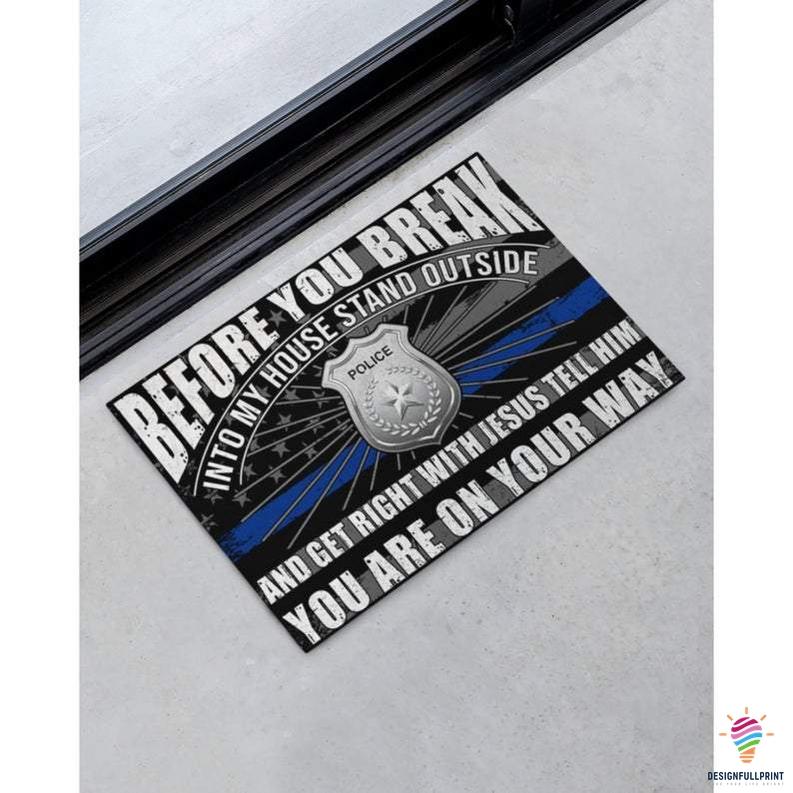 BEFORE YOU BREAK
INTO MY HOUSE STAND OUTSIDE
POLICE
AND GET RIGHT WITH JESUS TELL HIM
YOU ARE ON YOUR WAY
DESIGNFULLPRINT